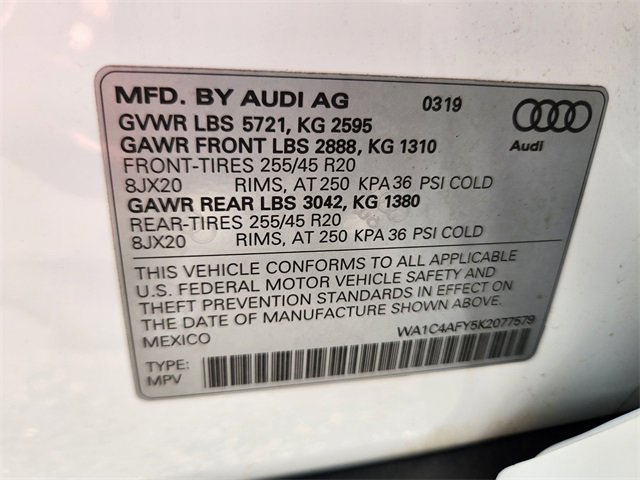 MFD. BY AUDI AG 0319
GVWR LBS 5721, KG 2595
GAWR FRONT LBS 2888, KG 1310
FRONT-TIRES 255/45 R20
8JX20 RIMS, AT 250 KPA 36 PSI COLD
GAWR REAR LBS 3042, KG 1380
REAR-TIRES 255/45 R20
8JX20 RIMS, AT 250 KPA 36 PSI COLD
Audi
THIS VEHICLE CONFORMS TO ALL APPLICABLE
U.S. FEDERAL MOTOR VEHICLE SAFETY AND
THEFT PREVENTION STANDARDS IN EFFECT ON
THE DATE OF MANUFACTURE SHOWN ABOVE.
MEXICO WA1C4AFY5K2077579
TYPE:
MPV